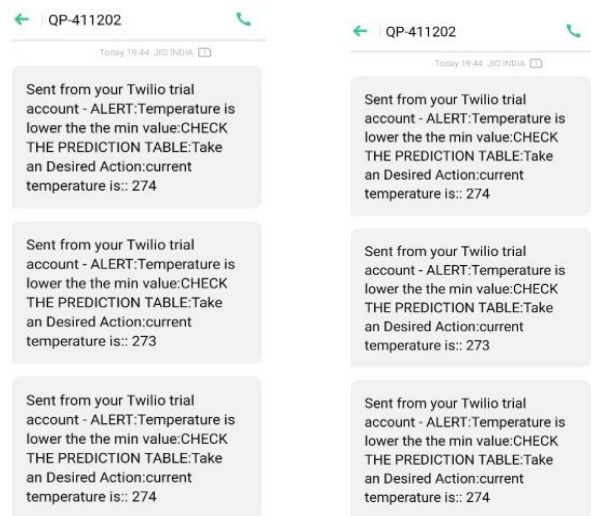 QP-411202
Today 19:44 JIO INDIA 1
Sent from your Twilio trial
account - ALERT:Temperature is
lower the the min value:CHECK
THE PREDICTION TABLE:Take
an Desired Action:current
temperature is:: 274
Sent from your Twilio trial
account - ALERT:Temperature is
lower the the min value:CHECK
THE PREDICTION TABLE:Take
an Desired Action:current
temperature is:: 273
Sent from your Twilio trial
account - ALERT:Temperature is
lower the the min value:CHECK
THE PREDICTION TABLE:Take
an Desired Action:current
temperature is:: 274
QP-411202
Today 19:44 JIO INDIA 1
Sent from your Twilio trial
account - ALERT:Temperature is
lower the the min value:CHECK
THE PREDICTION TABLE:Take
an Desired Action:current
temperature is:: 274
Sent from your Twilio trial
account - ALERT:Temperature is
lower the the min value:CHECK
THE PREDICTION TABLE:Take
an Desired Action:current
temperature is:: 273
Sent from your Twilio trial
account - ALERT:Temperature is
lower the the min value:CHECK
THE PREDICTION TABLE:Take
an Desired Action:current
temperature is:: 274